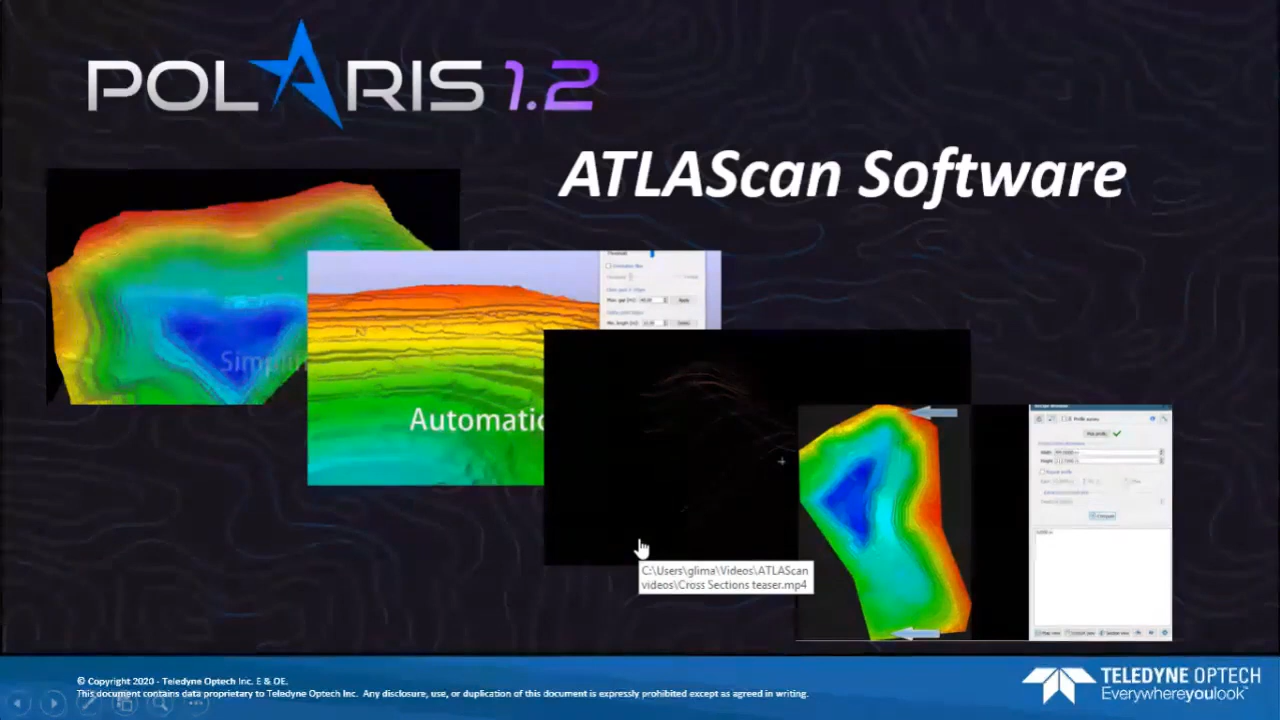 POLARIS 1.2
ATLAScan Software
Automatic
C:\Users\glima\Videos\ATLAScan
videos\Cross Sections teaser.mp4
© Copyright 2020 - Teledyne Optech Inc. E & OE.
This document contains data proprietary to Teledyne Optech Inc. Any disclosure, use, or duplication of this document is expressly prohibited except as agreed in writing.
TELEDYNE OPTECH
Everywhereyoulook™